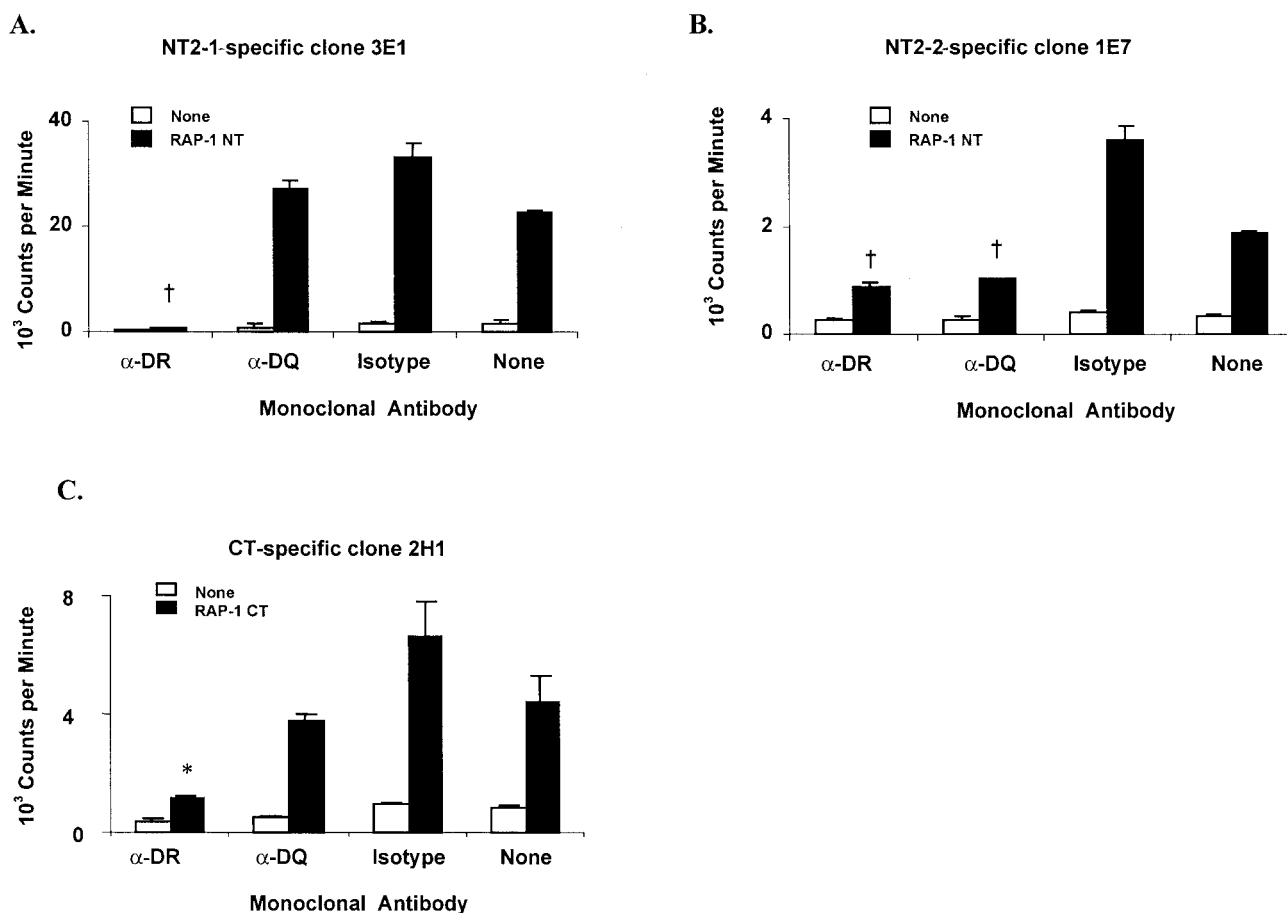 A.
NT2-1-specific clone 3E1
None
RAP-1 NT
10³ Counts per Minute
40
20
0
†
α-DR α-DQ Isotype None
Monoclonal Antibody
B.
NT2-2-specific clone 1E7
None
RAP-1 NT
10³ Counts per Minute
4
2
0
† †
α-DR α-DQ Isotype None
Monoclonal Antibody
C.
CT-specific clone 2H1
None
RAP-1 CT
10³ Counts per Minute
8
4
0
*
α-DR α-DQ Isotype None
Monoclonal Antibody